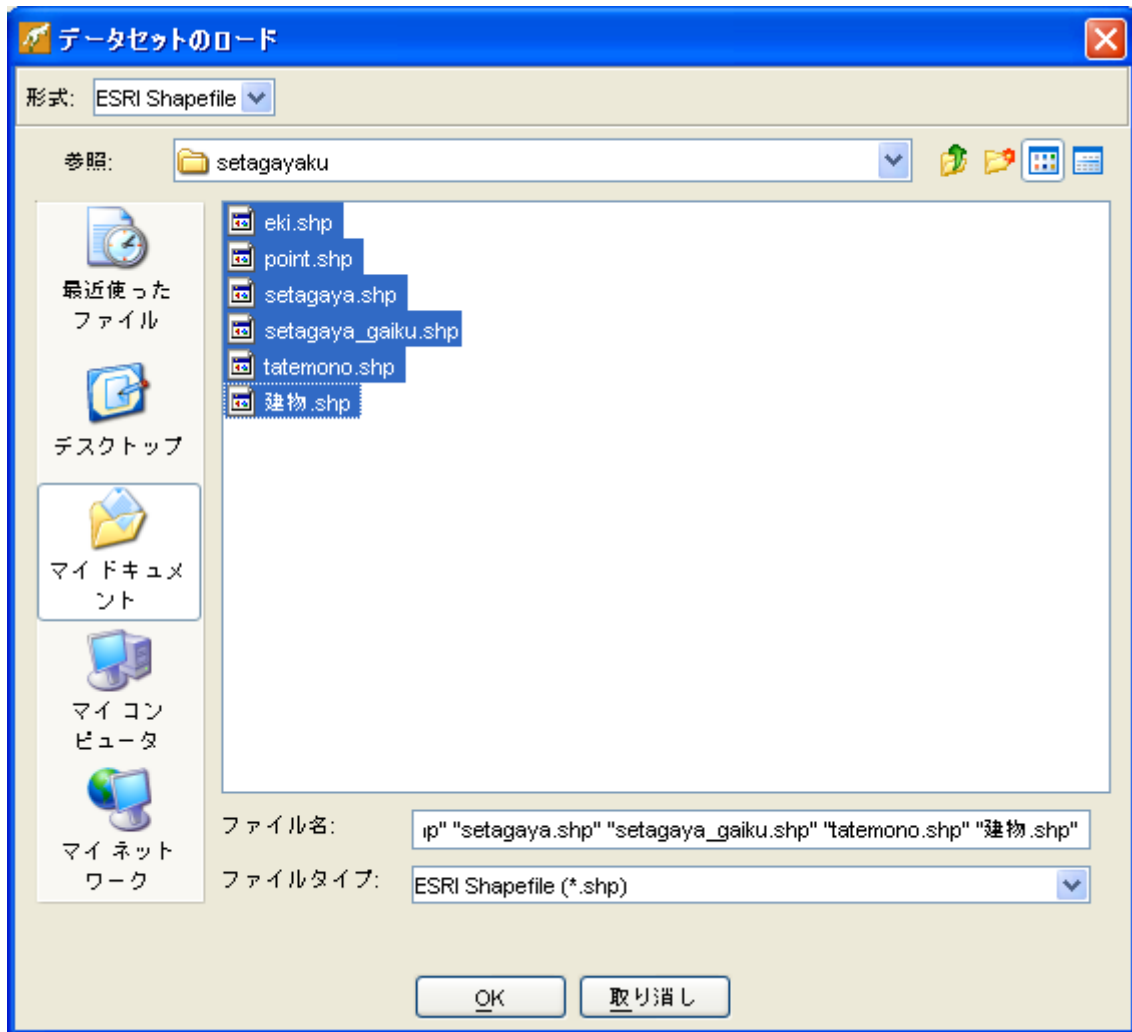 データセットのロード
形式: ESRI Shapefile
参照: setagayaku
最近使った
ファイル
デスクトップ
マイ ドキュメ
ント
マイ コン
ピュータ
マイ ネット
ワーク
eki.shp
point.shp
setagaya.shp
setagaya_gaiku.shp
tatemono.shp
建物.shp
ファイル名: "setagaya.shp" "setagaya_gaiku.shp" "tatemono.shp" "建物.shp"
ファイルタイプ: ESRI Shapefile (*.shp)
OK 取り消し